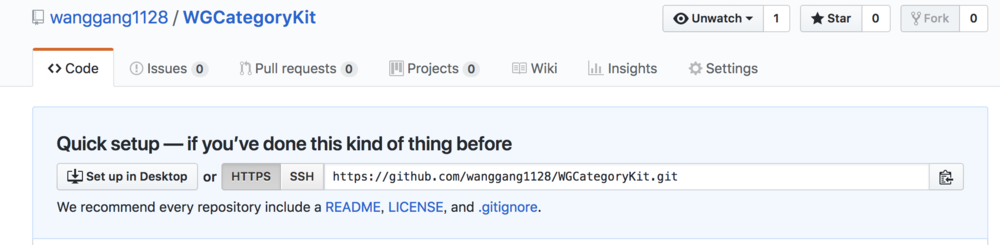 wanggang1128 / WGCategoryKit Unwatch 1 Star 0 Fork 0
Code Issues 0 Pull requests 0 Projects 0 Wiki Insights Settings
Quick setup — if you’ve done this kind of thing before
Set up in Desktop or HTTPS SSH https://github.com/wanggang1128/WGCategoryKit.git
We recommend every repository include a README, LICENSE, and .gitignore.